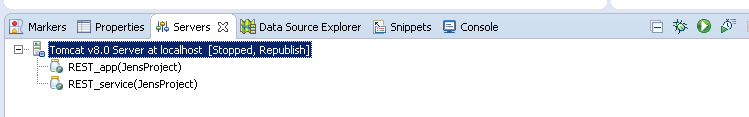 Markers Properties Servers Data Source Explorer Snippets Console
Tomcat v8.0 Server at localhost [Stopped, Republish]
REST_app(JensProject)
REST_service(JensProject)